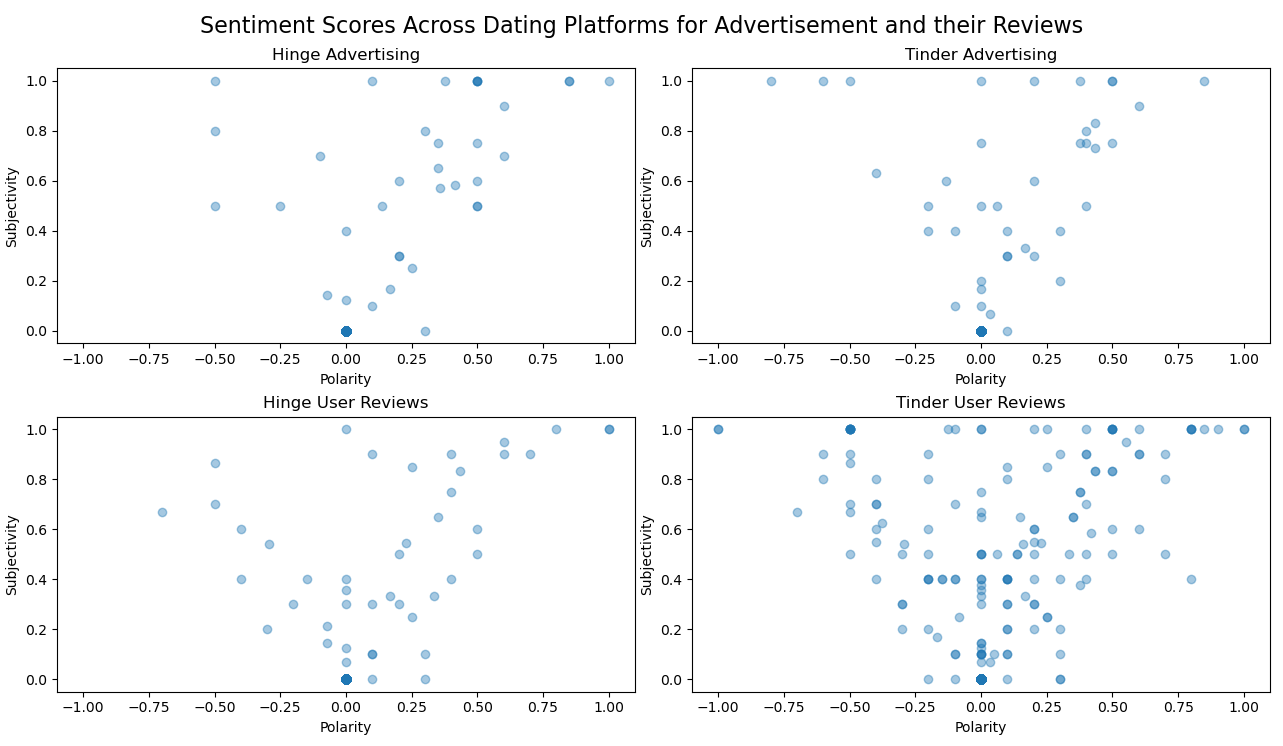 Sentiment Scores Across Dating Platforms for Advertisement and their Reviews
Hinge Advertising
Subjectivity
1.0
0.8
0.6
0.4
0.2
0.0
−1.00 −0.75 −0.50 −0.25 0.00 0.25 0.50 0.75 1.00
Polarity
Tinder Advertising
Subjectivity
1.0
0.8
0.6
0.4
0.2
0.0
−1.00 −0.75 −0.50 −0.25 0.00 0.25 0.50 0.75 1.00
Polarity
Hinge User Reviews
Subjectivity
1.0
0.8
0.6
0.4
0.2
0.0
−1.00 −0.75 −0.50 −0.25 0.00 0.25 0.50 0.75 1.00
Polarity
Tinder User Reviews
Subjectivity
1.0
0.8
0.6
0.4
0.2
0.0
−1.00 −0.75 −0.50 −0.25 0.00 0.25 0.50 0.75 1.00
Polarity